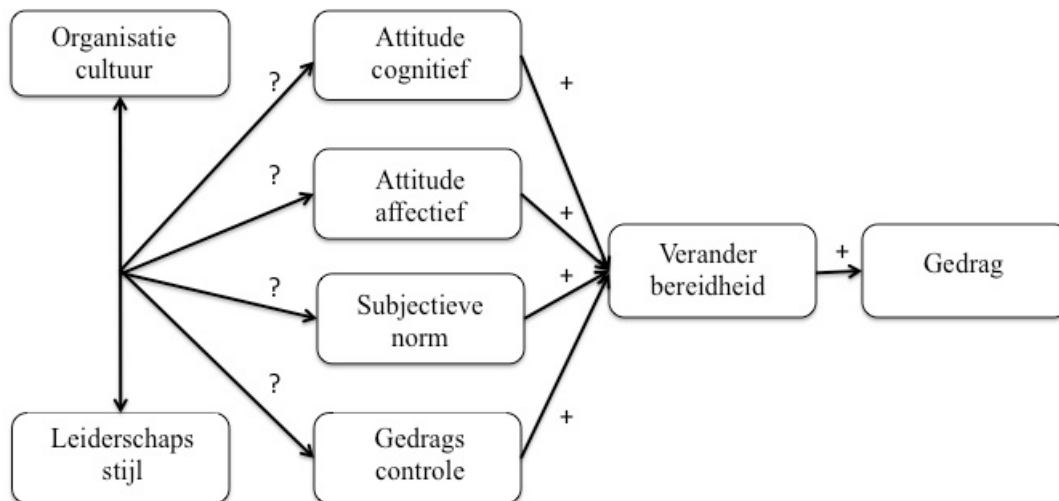 Organisatie
cultuur
Leiderschaps
stijl
?
?
?
?
Attitude
cognitief
Attitude
affectief
Subjectieve
norm
Gedrags
controle
+
+
+
+
Verander
bereidheid
+
Gedrag